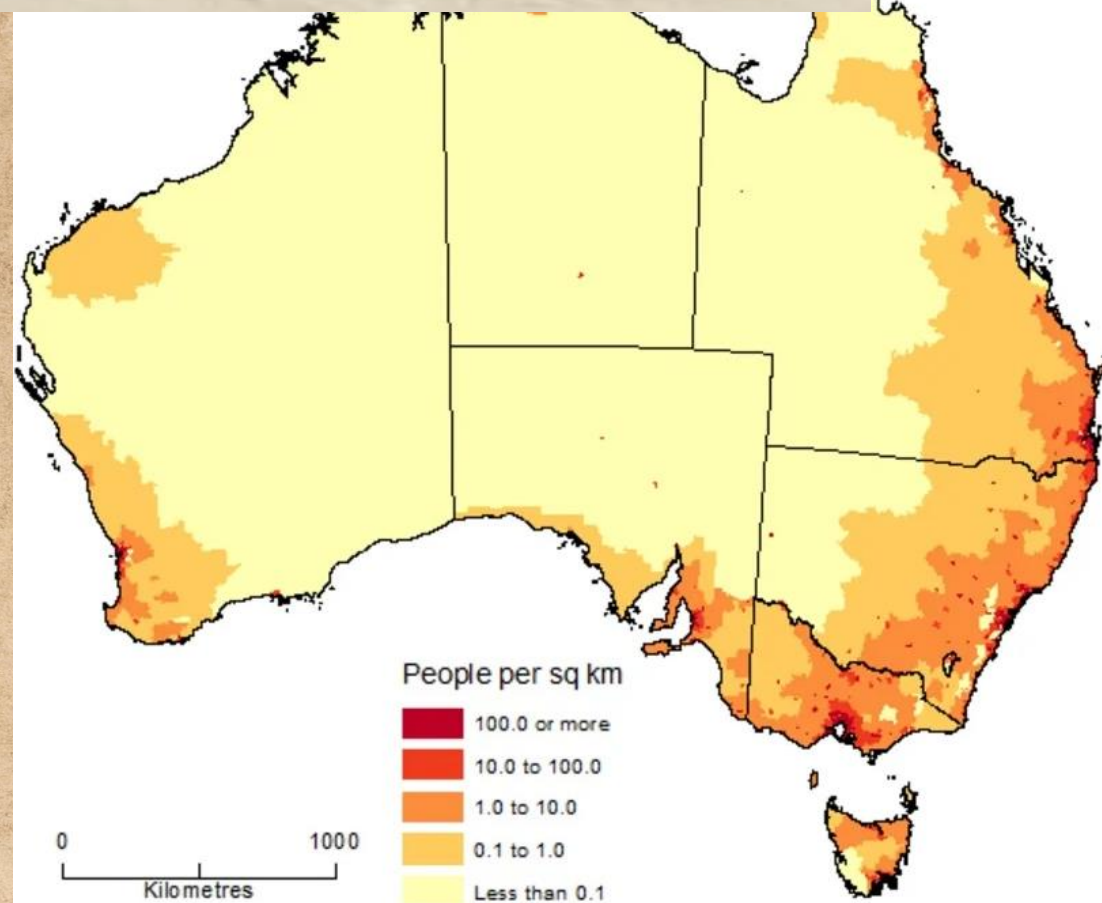 People per sq km
100.0 or more
10.0 to 100.0
1.0 to 10.0
0.1 to 1.0
Less than 0.1
0 1000
Kilometres